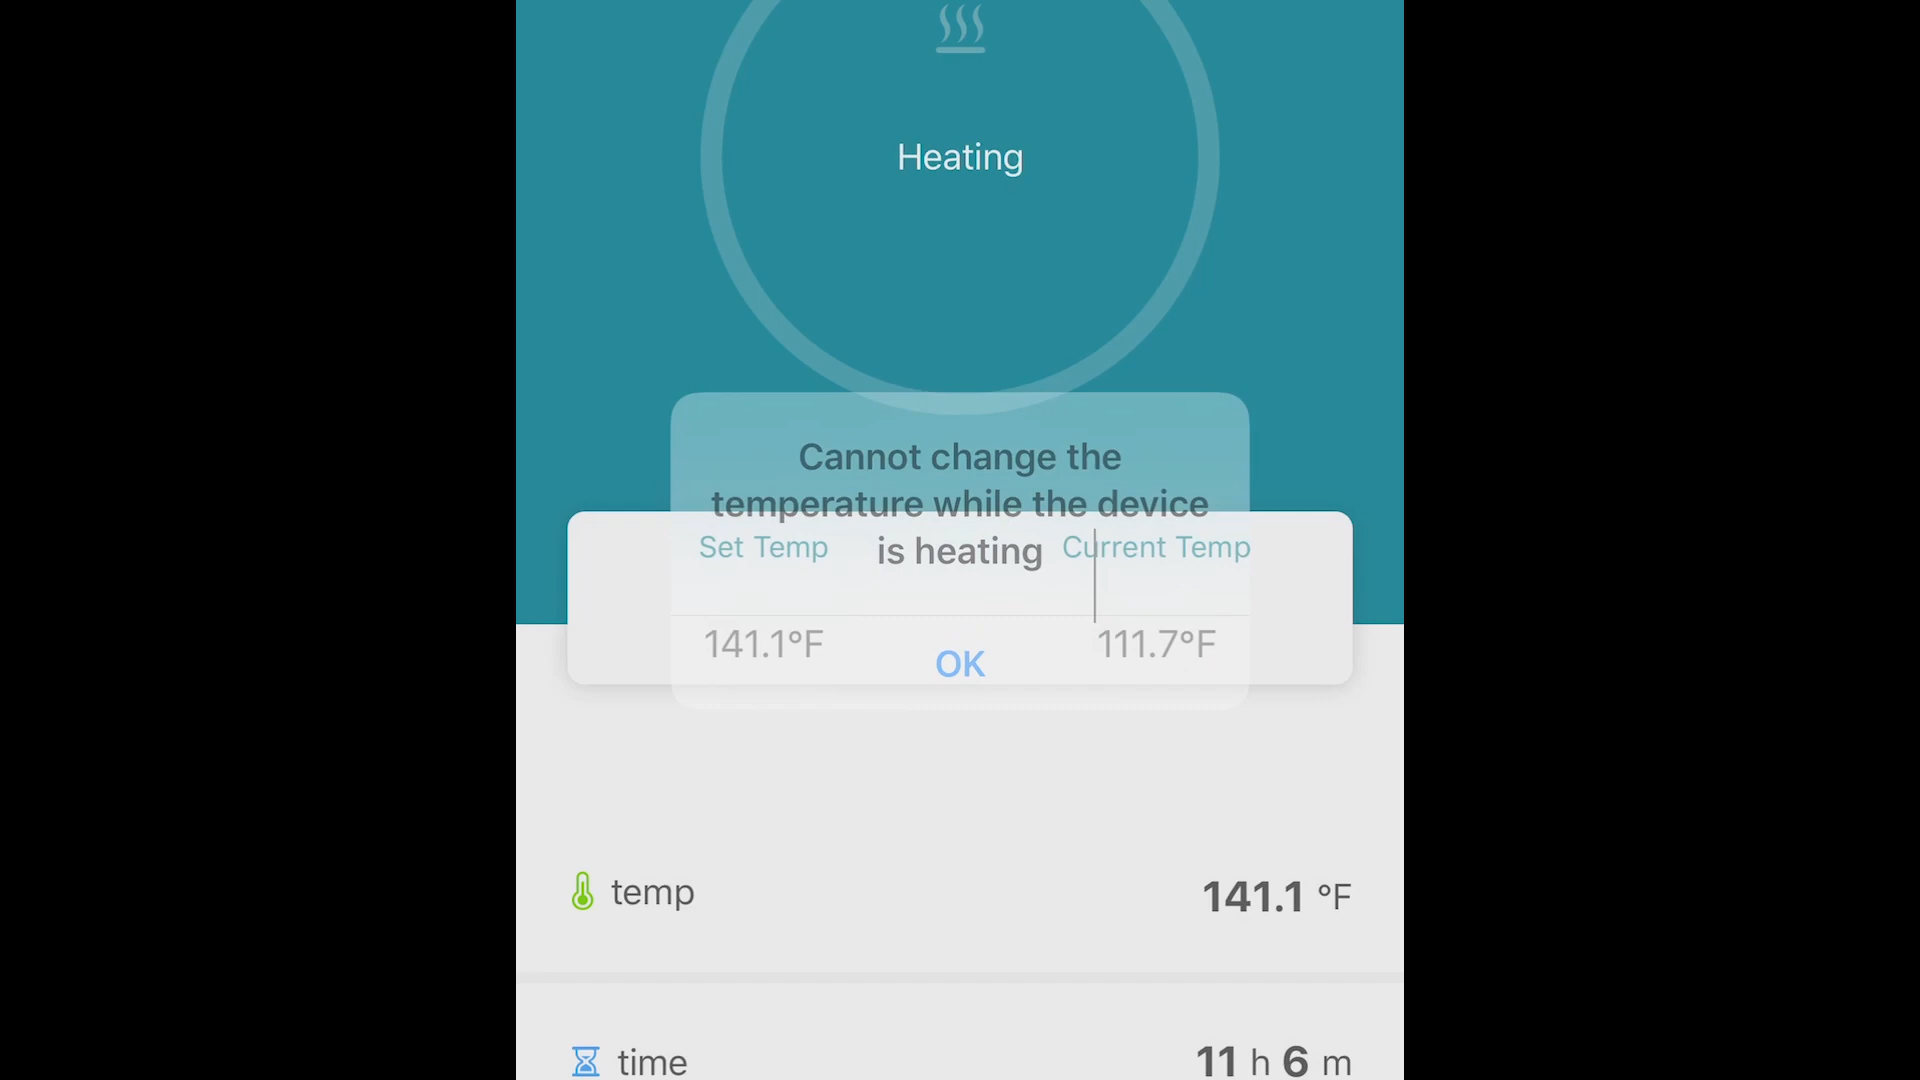 Heating
Cannot change the
temperature while the device
is heating
Set Temp
Current Temp
141.1°F
111.7°F
OK
temp
141.1 °F
time
11 h 6 m